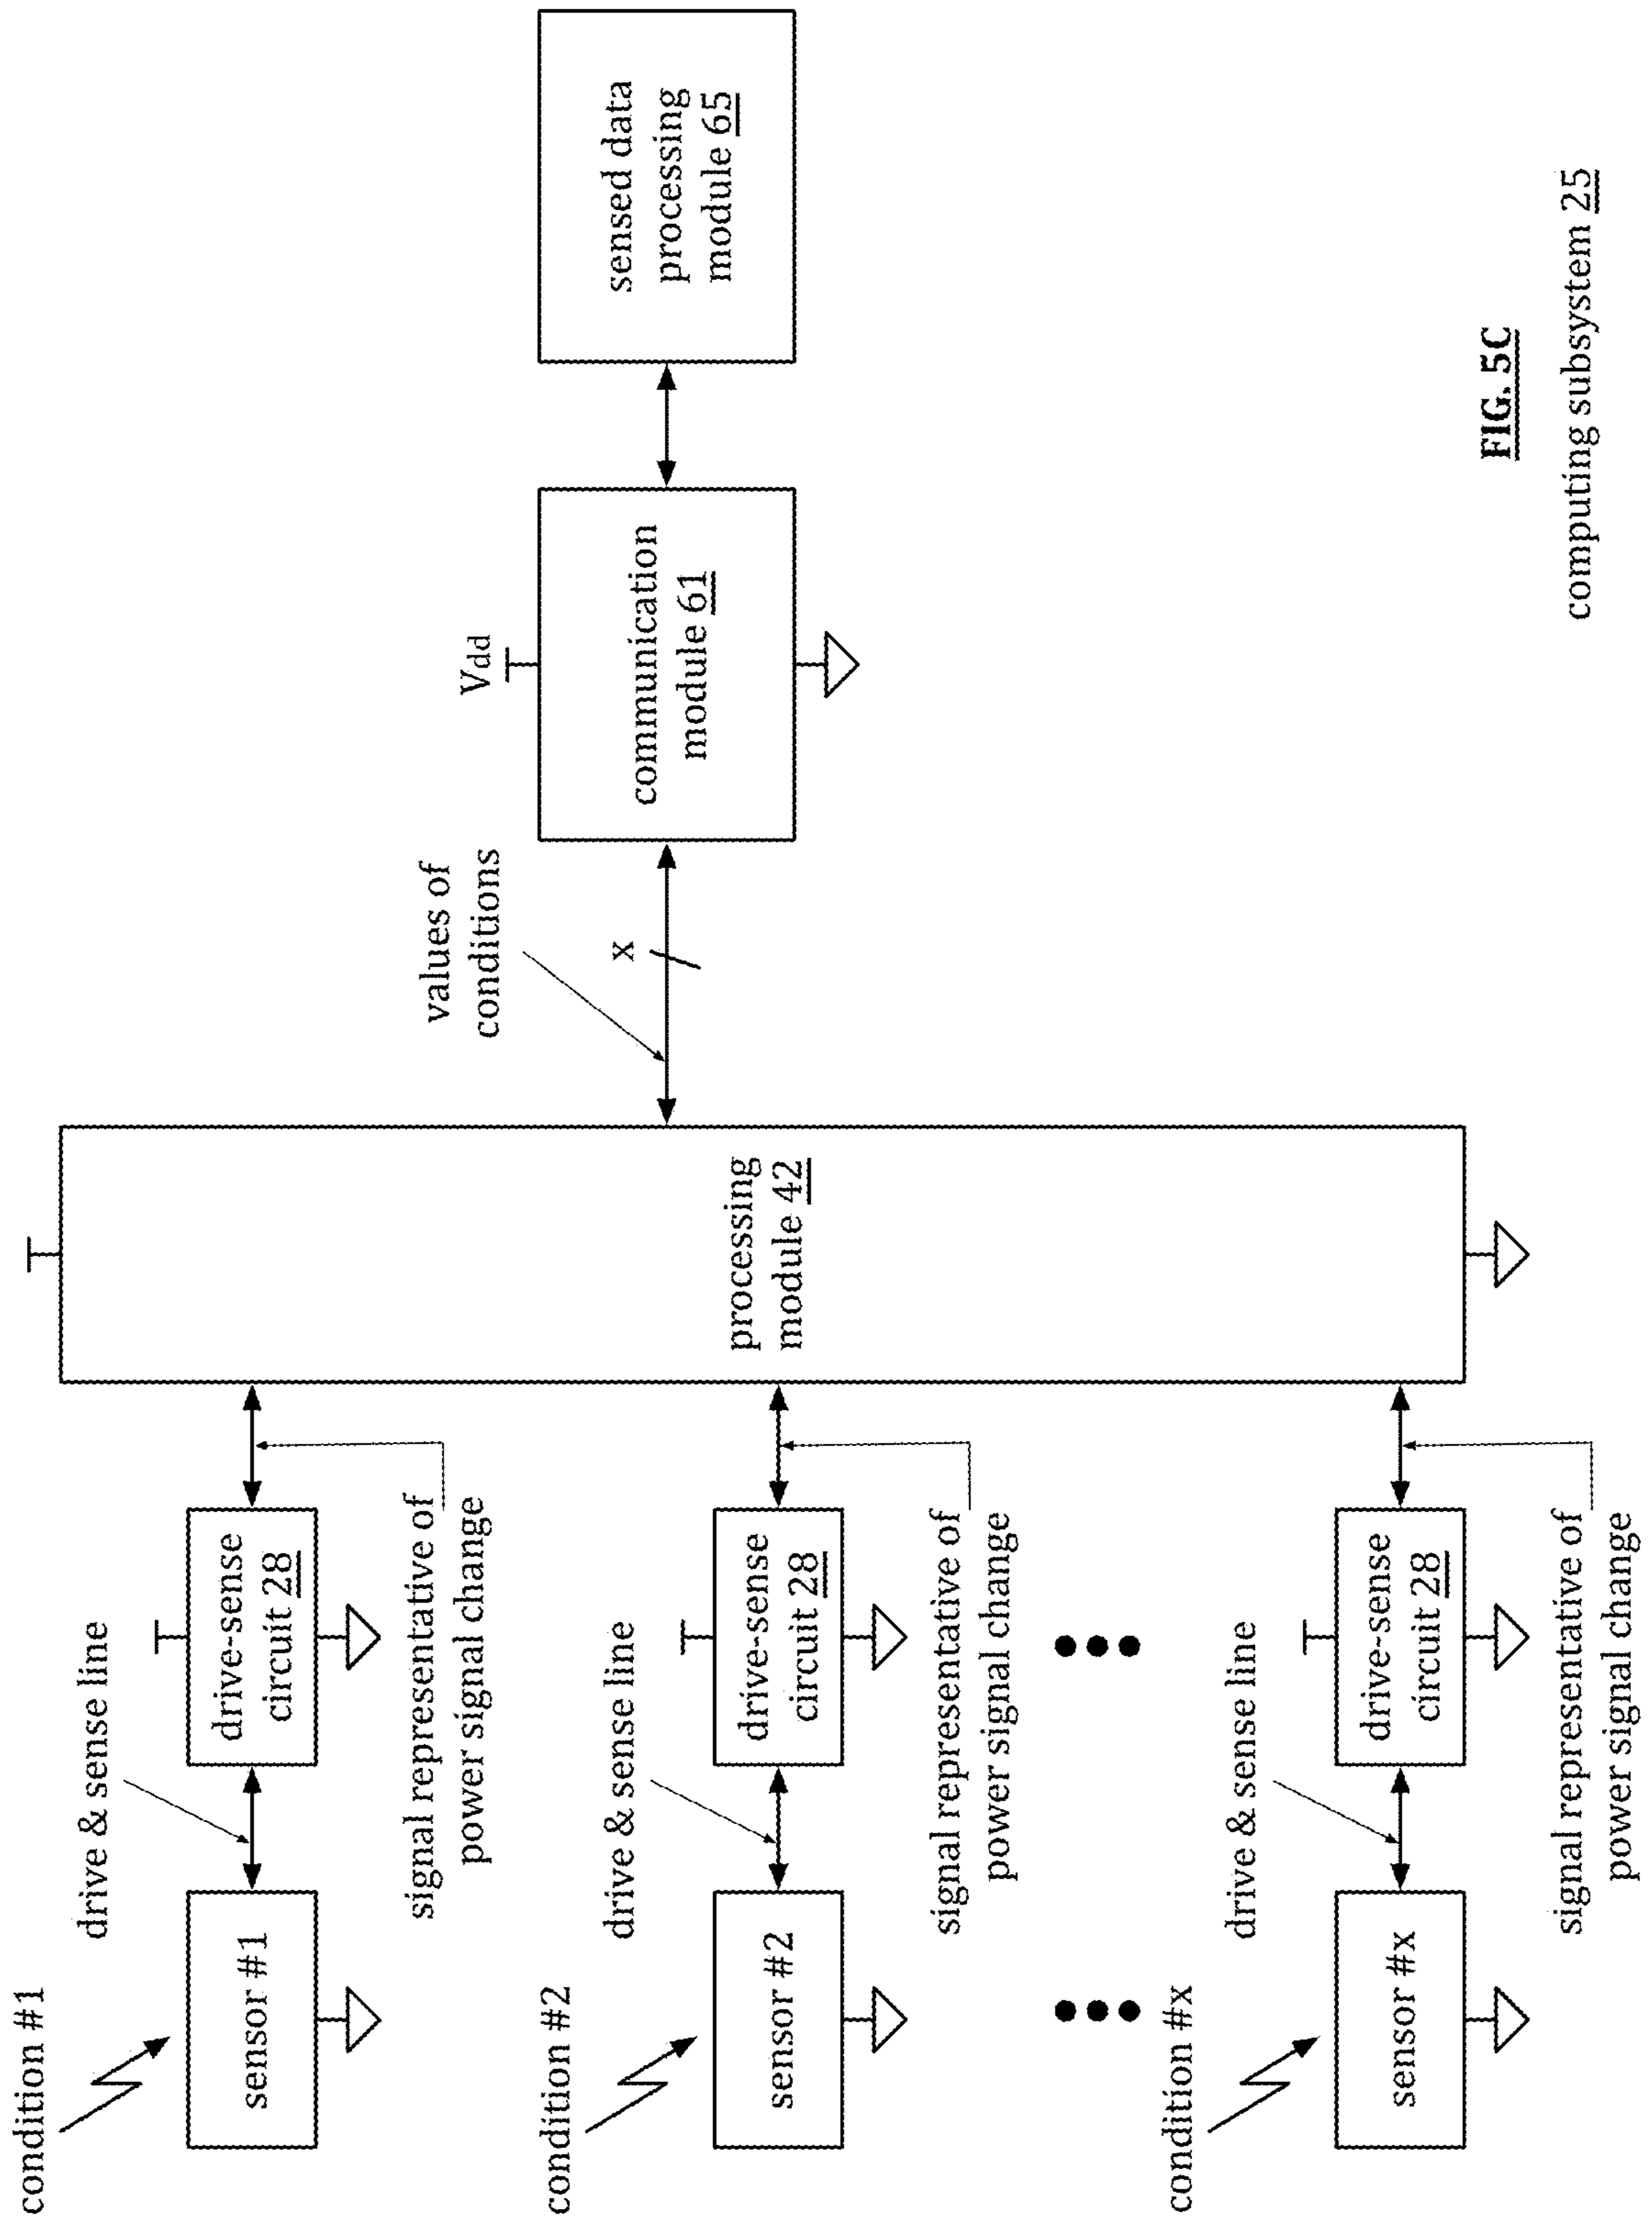 condition #1
drive & sense line
sensor #1
drive-sense
circuit 28
signal representative of
power signal change
condition #2
drive & sense line
sensor #2
drive-sense
circuit 28
signal representative of
power signal change
condition #x
drive & sense line
sensor #x
drive-sense
circuit 28
signal representative of
power signal change
processing
module 42
values of
conditions
x
Vdd
communication
module 61
sensed data
processing
module 65
FIG. 5C
computing subsystem 25